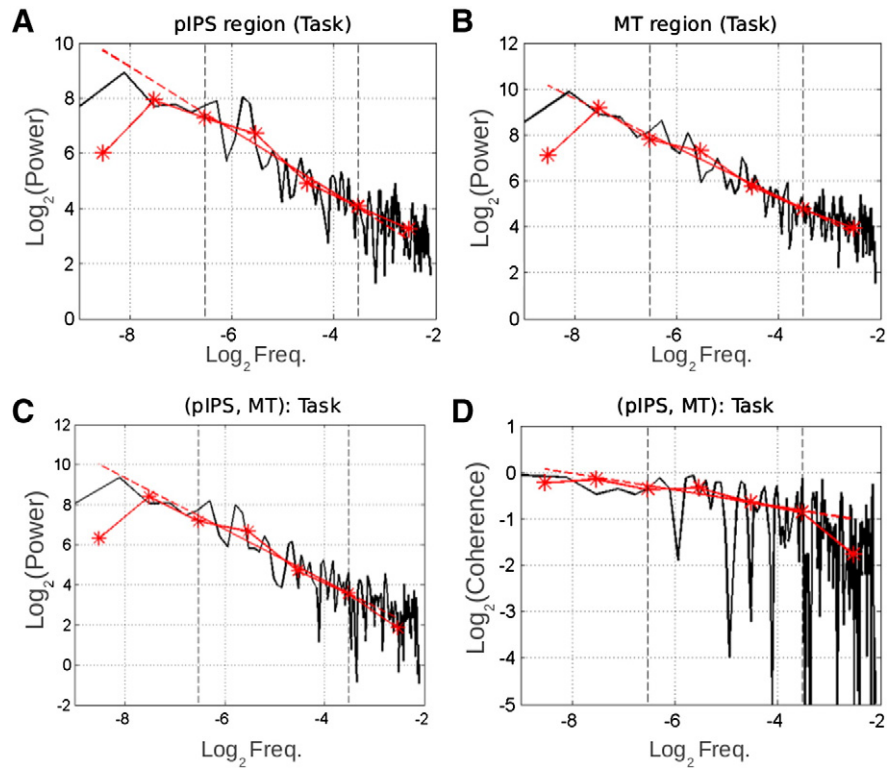 A
pIPS region (Task)
10
8
6
4
2
0
Log2(Power)
-8
-6
-4
-2
Log2 Freq.
B
MT region (Task)
12
10
8
6
4
2
0
Log2(Power)
-8
-6
-4
-2
Log2 Freq.
C
(pIPS, MT): Task
12
10
8
6
4
2
0
-2
Log2(Power)
-8
-6
-4
-2
Log2 Freq.
D
(pIPS, MT): Task
1
0
-1
-2
-3
-4
-5
Log2(Coherence)
-8
-6
-4
-2
Log2 Freq.